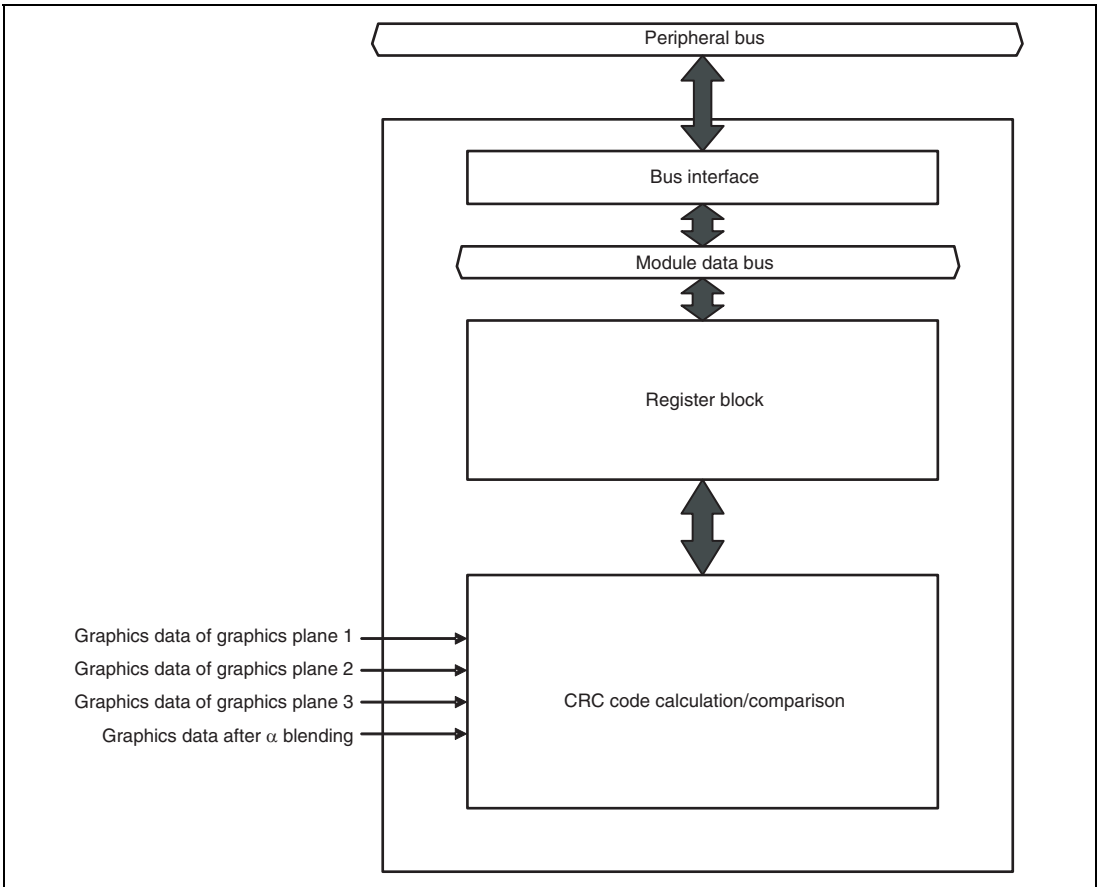 Peripheral bus
Bus interface
Module data bus
Register block
Graphics data of graphics plane 1
Graphics data of graphics plane 2
Graphics data of graphics plane 3
Graphics data after α blending
CRC code calculation/comparison